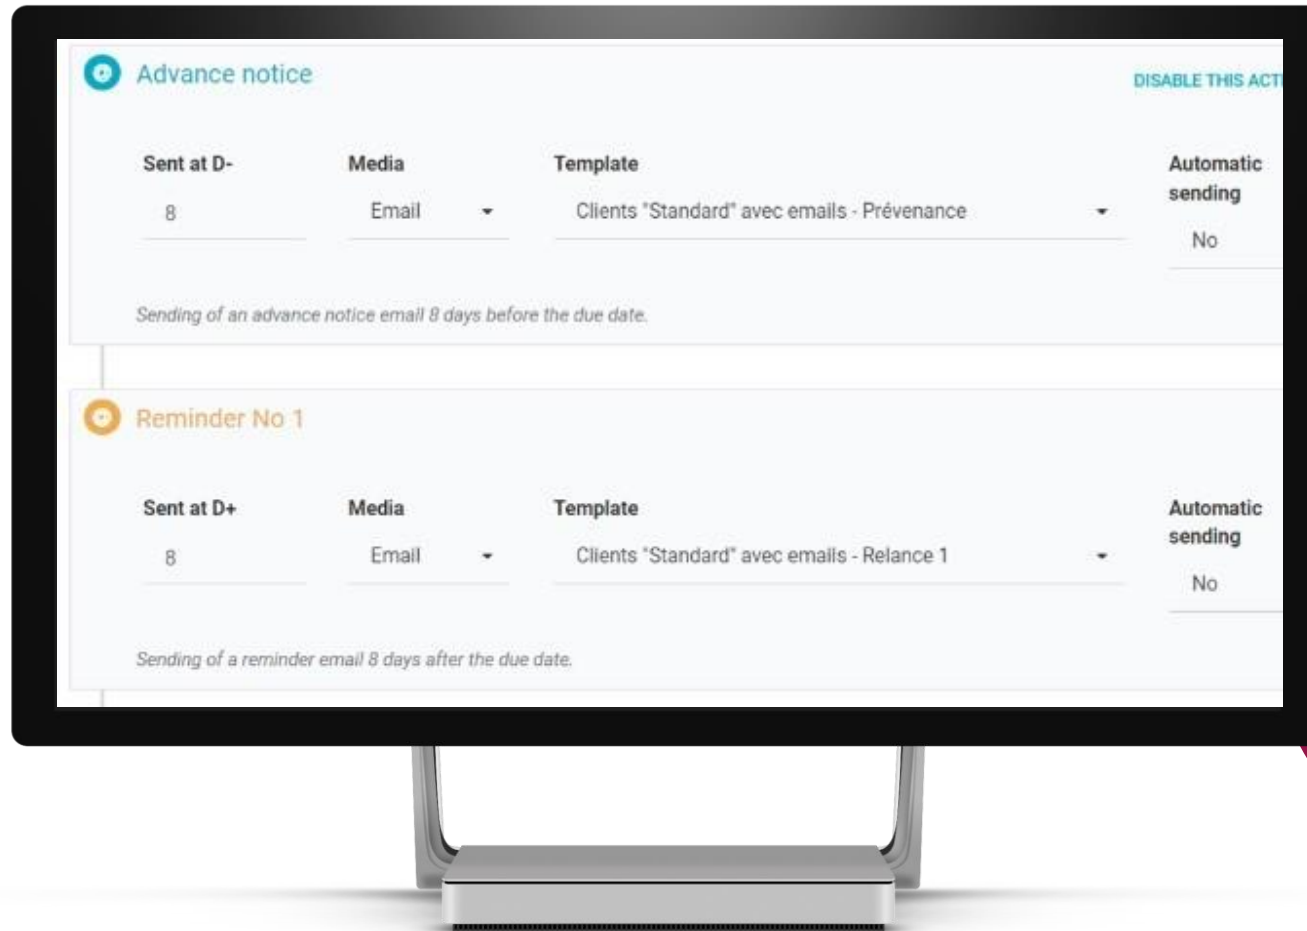 Advance notice
DISABLE THIS ACTI
Sent at D-
Media
Template
Automatic
sending
8
Email
Clients "Standard" avec emails - Prévenance
No
Sending of an advance notice email 8 days before the due date.
Reminder No 1
Sent at D+
Media
Template
Automatic
sending
8
Email
Clients "Standard" avec emails - Relance 1
No
Sending of a reminder email 8 days after the due date.